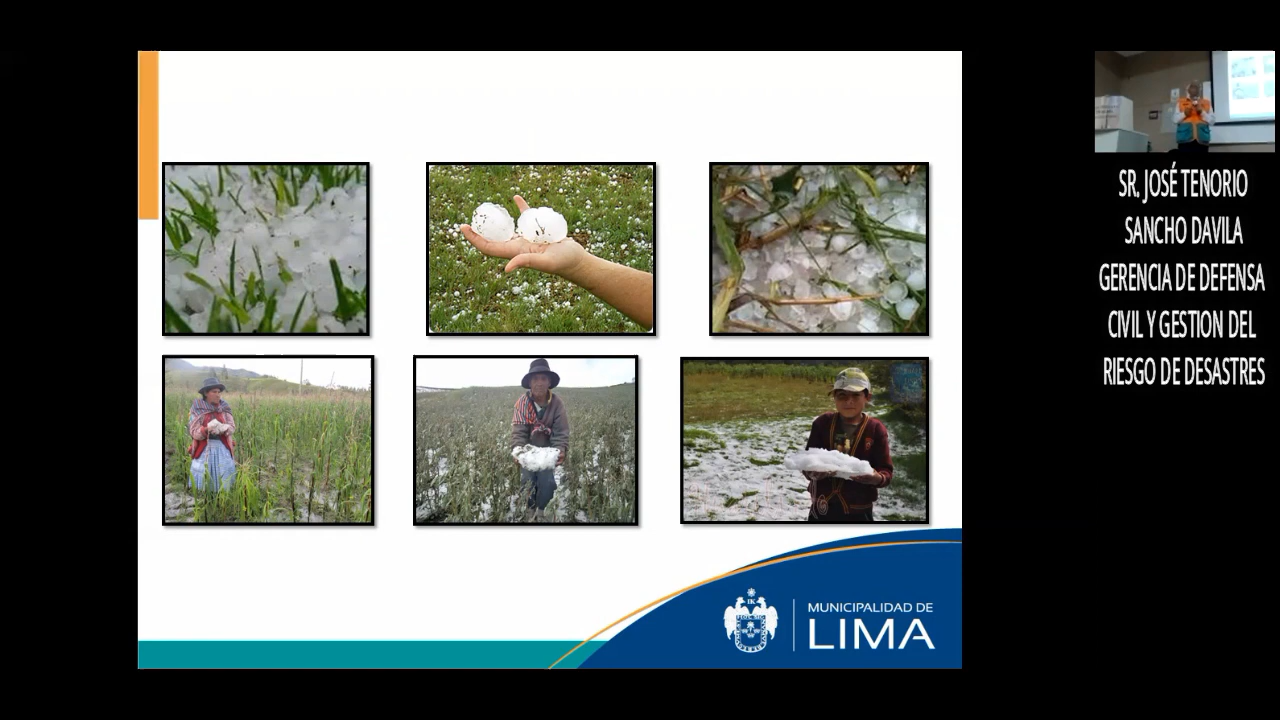 SR. JOSÉ TENORIO
SANCHO DAVILA
GERENCIA DE DEFENSA
CIVIL Y GESTION DEL
RIESGO DE DESASTRES
MUNICIPALIDAD DE
LIMA